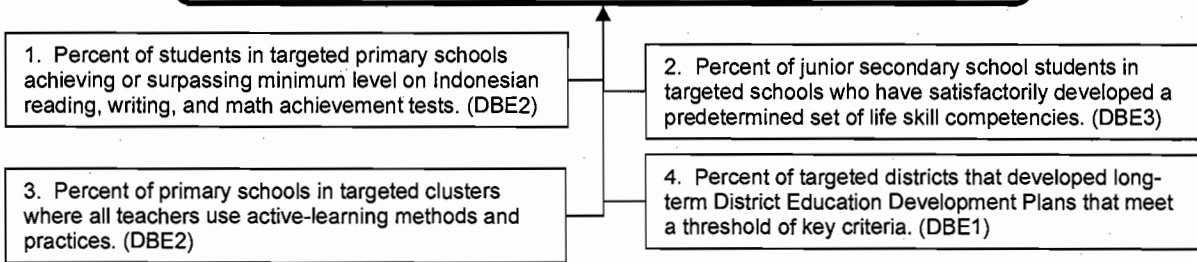 1. Percent of students in targeted primary schools
achieving or surpassing minimum level on Indonesian
reading, writing, and math achievement tests. (DBE2)
2. Percent of junior secondary school students in
targeted schools who have satisfactorily developed a
predetermined set of life skill competencies. (DBE3)
3. Percent of primary schools in targeted clusters
where all teachers use active-learning methods and
practices. (DBE2)
4. Percent of targeted districts that developed long-
term District Education Development Plans that meet
a threshold of key criteria. (DBE1)